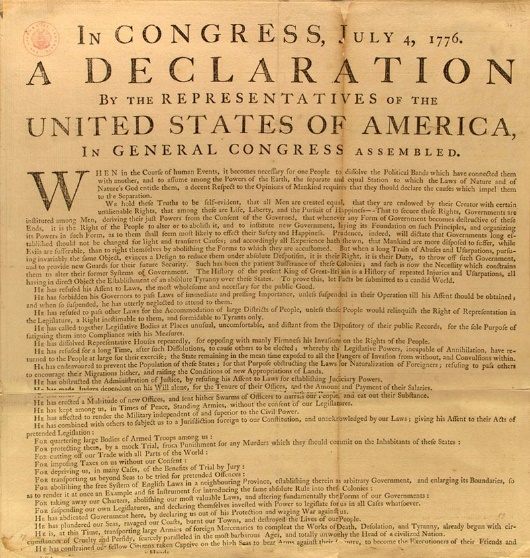 IN CONGRESS, JULY 4, 1776.
A DECLARATION
BY THE REPRESENTATIVES OF THE
UNITED STATES OF AMERICA,
IN GENERAL CONGRESS ASSEMBLED.
WHEN in the Course of human Events, it becomes necessary for one People to dissolve the Political Bands which have connected them
with another, and to assume among the Powers of the Earth, the separate and equal Station to which the Laws of Nature and of
Nature's God entitle them, a decent Respect to the Opinions of Mankind requires that they should declare the causes which impel them
to the Separation.
We hold these Truths to be self-evident, that all Men are created equal, that they are endowed by their Creator with certain
unalienable Rights, that among these are Life, Liberty, and the Pursuit of Happiness--That to secure these Rights, Governments are
instituted among Men, deriving their just Powers from the Consent of the Governed, that whenever any Form of Government becomes destructive of these
Ends, it is the Right of the People to alter or to abolish it, and to institute new Government, laying its Foundation on such Principles, and organizing
its Powers in such Form, as to them shall seem most likely to effect their Safety and Happiness. Prudence, indeed, will dictate that Governments long es-
tablished should not be changed for light and transient Causes; and accordingly all Experience hath shewn, that Mankind are more disposed to suffer, while
Evils are sufferable, than to right themselves by abolishing the Forms to which they are accustomed. But when a long Train of Abuses and Usurpations, pursu-
ing invariably the same Object, evinces a Design to reduce them under absolute Despotism, it is their Right, it is their Duty, to throw off such Government,
and to provide new Guards for their future Security. Such has been the patient Sufferance of these Colonies; and such is now the Necessity which constrains
them to alter their former Systems of Government. The History of the present King of Great-Britain is a History of repeated Injuries and Usurpations, all
having in direct Object the Establishment of an absolute Tyranny over these States. To prove this, let Facts be submitted to a candid World.
HE has refused his Assent to Laws, the most wholesome and necessary for the public Good.
HE has forbidden his Governors to pass Laws of immediate and pressing Importance, unless suspended in their Operation till his Assent should be obtained;
and when so suspended, he has utterly neglected to attend to them.
HE has refused to pass other Laws for the Accommodation of large Districts of People, unless those People would relinquish the Right of Representation in
the Legislature, a Right inestimable to them, and formidable to Tyrants only.
HE has called together Legislative Bodies at Places unusual, uncomfortable, and distant from the Depository of their public Records, for the sole Purpose of
fatiguing them into Compliance with his Measures.
HE has dissolved Representative Houses repeatedly, for opposing with manly Firmness his Invasions on the Rights of the People.
HE has refused for a long Time, after such Dissolutions, to cause others to be elected; whereby the Legislative Powers, incapable of Annihilation, have re-
turned to the People at large for their exercise; the State remaining in the mean time exposed to all the Dangers of Invasion from without, and Convulsions within.
HE has endeavoured to prevent the Population of these States; for that Purpose obstructing the Laws for Naturalization of Foreigners; refusing to pass others
to encourage their Migrations hither, and raising the Conditions of new Appropriations of Lands.
HE has obstructed the Administration of Justice, by refusing his Assent to Laws for establishing Judiciary Powers.
HE has made Judges dependent on his Will alone, for the Tenure of their Offices, and the Amount and Payment of their Salaries.
HE has erected a Multitude of new Offices, and sent hither Swarms of Officers to harrass our People, and eat out their Substance.
HE has kept among us, in Times of Peace, Standing Armies, without the consent of our Legislatures.
HE has affected to render the Military independent of and superior to the Civil Power.
HE has combined with others to subject us to a Jurisdiction foreign to our Constitution, and unacknowledged by our Laws; giving his Assent to their Acts of
pretended Legislation:
FOR quartering large Bodies of Armed Troops among us:
FOR protecting them, by a mock Trial, from Punishment for any Murders which they should commit on the Inhabitants of these States:
FOR cutting off our Trade with all Parts of the World:
FOR imposing Taxes on us without our Consent:
FOR depriving us, in many Cases, of the Benefits of Trial by Jury:
FOR transporting us beyond Seas to be tried for pretended Offences:
FOR abolishing the free System of English Laws in a neighbouring Province, establishing therein an arbitrary Government, and enlarging its Boundaries, so
as to render it at once an Example and fit Instrument for introducing the same absolute Rule into these Colonies:
FOR taking away our Charters, abolishing our most valuable Laws, and altering fundamentally the Forms of our Governments:
FOR suspending our own Legislatures, and declaring themselves invested with Power to legislate for us in all Cases whatsoever.
HE has abdicated Government here, by declaring us out of his Protection and waging War against us.
HE has plundered our Seas, ravaged our Coasts, burnt our Towns, and destroyed the Lives of our People.
HE is, at this Time, transporting large Armies of foreign Mercenaries to compleat the Works of Death, Desolation, and Tyranny, already begun with cir-
cumstances of Cruelty and Perfidy, scarcely paralleled in the most barbarous Ages, and totally unworthy the Head of a civilized Nation.
HE has constrained our fellow Citizens taken Captive on the high Seas to bear Arms against their Country, to become the Executioners of their Friends and